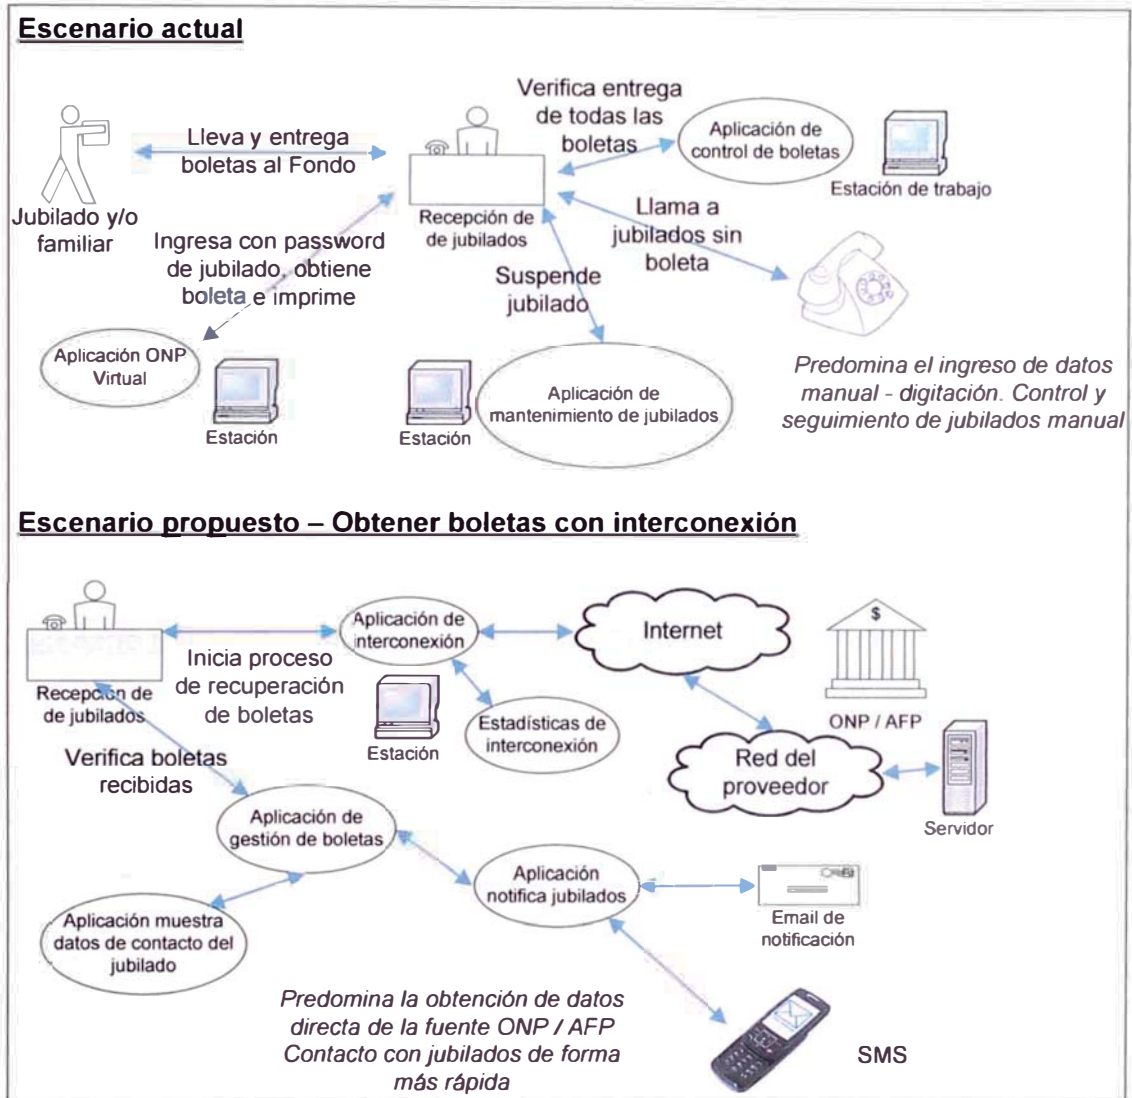 Escenario actual
Verifica entrega
de todas las
boletas
Aplicación de
control de boletas
Estación de trabajo
Lleva y entrega
boletas al Fondo
Jubilado y/o
familiar
Recepción de
de jubilados
Llama a
jubilados sin
boleta
Ingresa con password
de jubilado, obtiene
boleta e imprime
Suspende
jubilado
Aplicación ONP
Virtual
Estación
Estación
Aplicación de
mantenimiento de jubilados
Predomina el ingreso de datos
manual - digitación. Control y
seguimiento de jubilados manual
Escenario propuesto – Obtener boletas con interconexión
Recepción de
de jubilados
Inicia proceso
de recuperación
de boletas
Aplicación de
interconexión
Estación
Estadísticas de
interconexión
Internet
$
ONP / AFP
Red del
proveedor
Servidor
Verifica boletas
recibidas
Aplicación de
gestión de boletas
Aplicación
notifica jubilados
Email de
notificación
Aplicación muestra
datos de contacto del
jubilado
Predomina la obtención de datos
directa de la fuente ONP / AFP
Contacto con jubilados de forma
más rápida
SMS